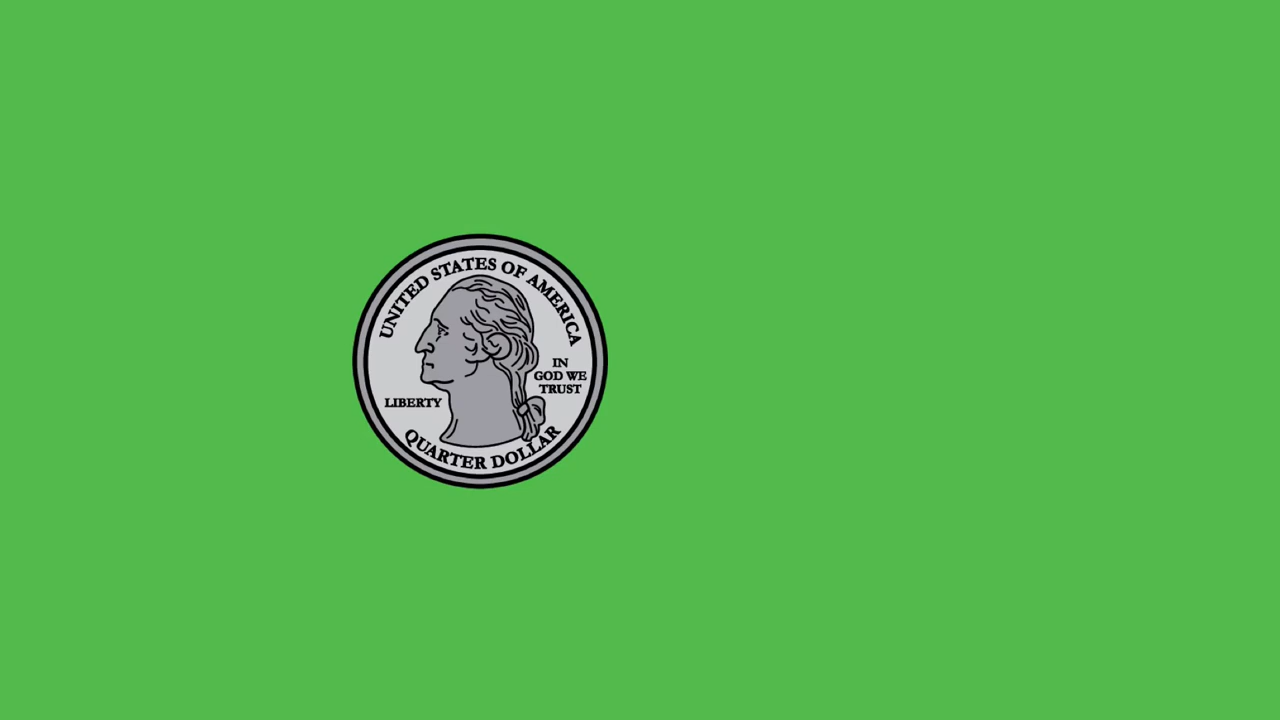 UNITED STATES OF AMERICA
IN
GOD WE
TRUST
LIBERTY
QUARTER DOLLAR